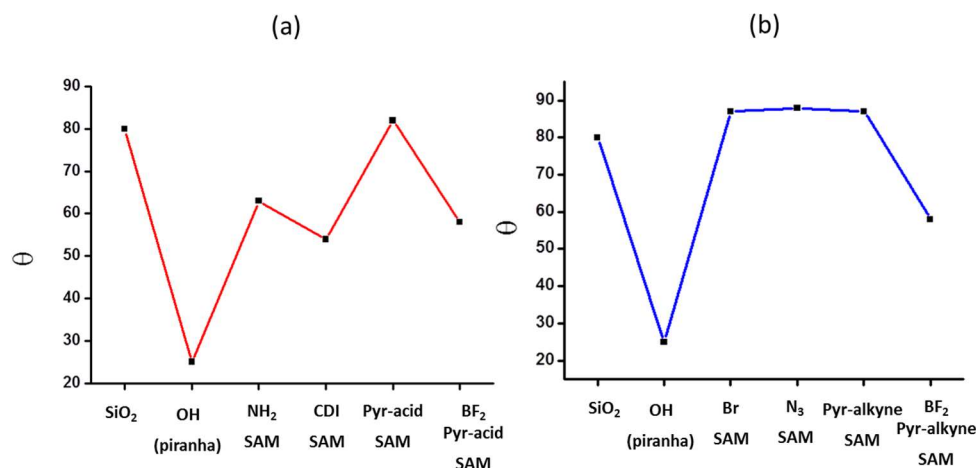 (a)
90
80
70
60
50
40
30
20
θ
SiO₂
OH
(piranha)
NH₂
SAM
CDI
SAM
Pyr-acid
SAM
BF₂
Pyr-acid
SAM
(b)
90
80
70
60
50
40
30
20
θ
SiO₂
OH
(piranha)
Br
SAM
N₃
SAM
Pyr-alkyne
SAM
BF₂
Pyr-alkyne
SAM